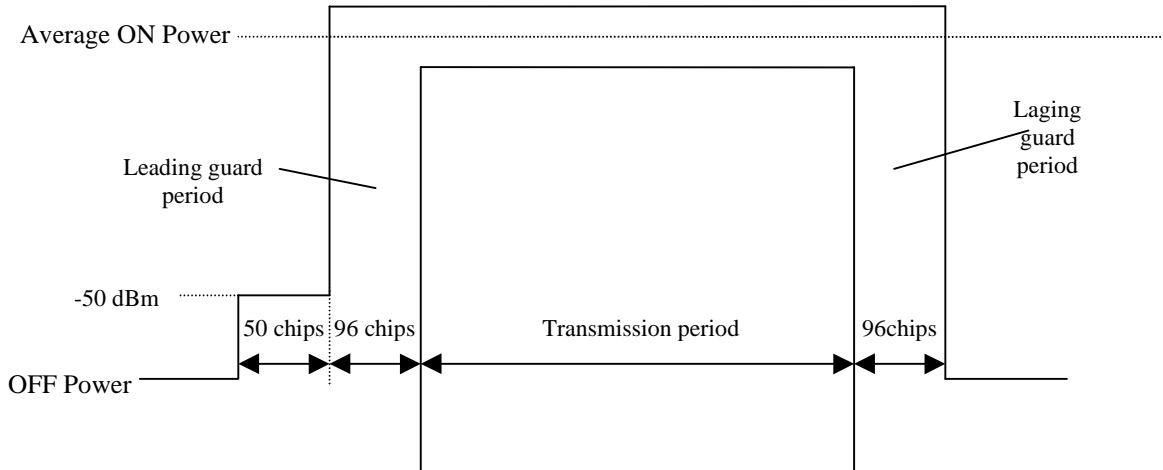 Average ON Power
Laging
guard
period
Leading guard
period
-50 dBm
50 chips
96 chips
Transmission period
96chips
OFF Power